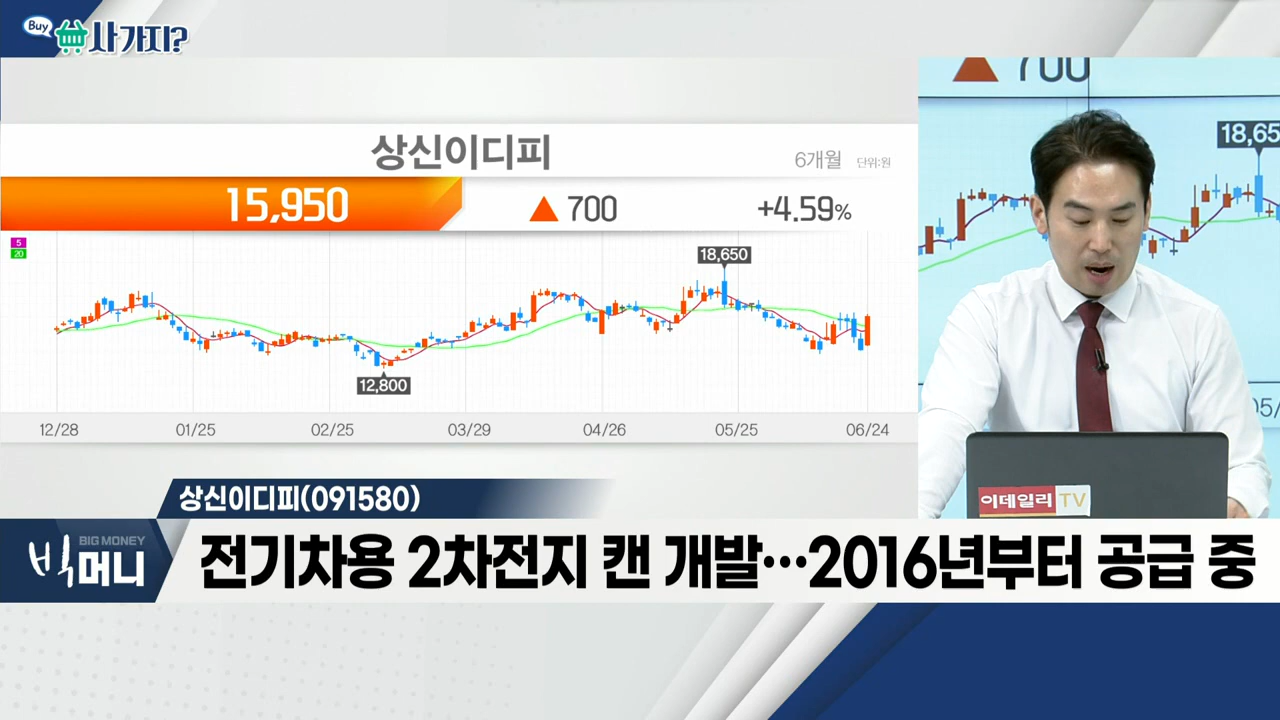 Buy 사가지?
상신이디피
6개월 단위:원
15,950 ▲ 700 +4.59%
5
20
18,650
12,800
12/28 01/25 02/25 03/29 04/26 05/25 06/24
700
18,65
05/
이데일리 TV
상신이디피(091580)
BIG MONEY
빅머니
전기차용 2차전지 캔 개발…2016년부터 공급 중